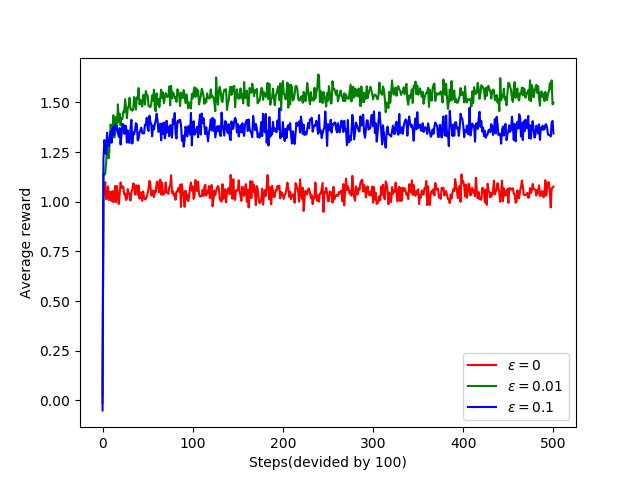 1.50
1.25
1.00
0.75
0.50
0.25
0.00
Average reward
0 100 200 300 400 500
Steps(devided by 100)
ε = 0
ε = 0.01
ε = 0.1